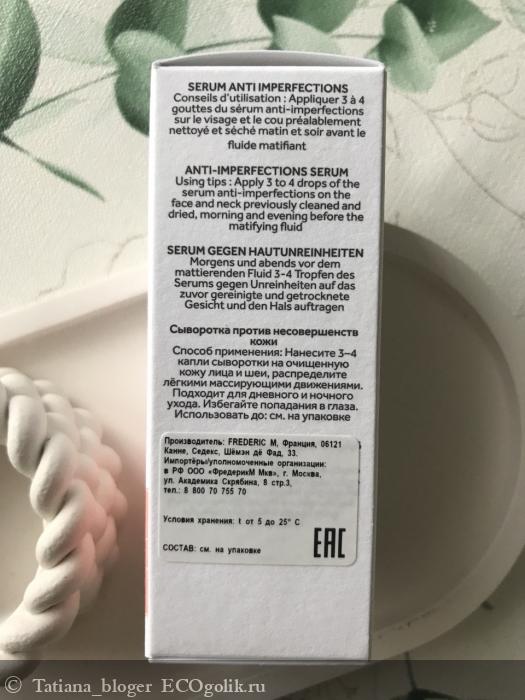 SERUM ANTI IMPERFECTIONS
Conseils d'utilisation : Appliquer 3 à 4
gouttes du sérum anti-imperfections
sur le visage et le cou préalablement
nettoyé et séché matin et soir avant le
fluide matifiant
ANTI-IMPERFECTIONS SERUM
Using tips : Apply 3 to 4 drops of the
serum anti-imperfections on the
face and neck previously cleaned and
dried, morning and evening before the
matifying fluid
SERUM GEGEN HAUTUNREINHEITEN
Morgens und abends vor dem
mattierenden Fluid 3-4 Tropfen des
Serums gegen Unreinheiten auf das
zuvor gereinigte und getrocknete
Gesicht und den Hals auftragen
Сыворотка против несовершенств
кожи
Способ применения: Нанесите 3-4
капли сыворотки на очищенную
кожу лица и шеи, распределите
лёгкими массирующими движениями.
Подходит для дневного и ночного
ухода. Избегайте попадания в глаза.
Использовать до: см. на упаковке
Производитель: FREDERIC M, Франция, 06121
Канне, Седекс, Шёмэн дё Фад, 33.
Импортёры/уполномоченные организации:
в РФ ООО «ФредерикМ Мкв», г. Москва,
ул. Академика Скрябина, 8 стр.3,
тел.: 8 800 70 755 70
Условия хранения: t от 5 до 25° С
СОСТАВ: см. на упаковке
EAC
© Tatiana_bloger ECOgolik.ru